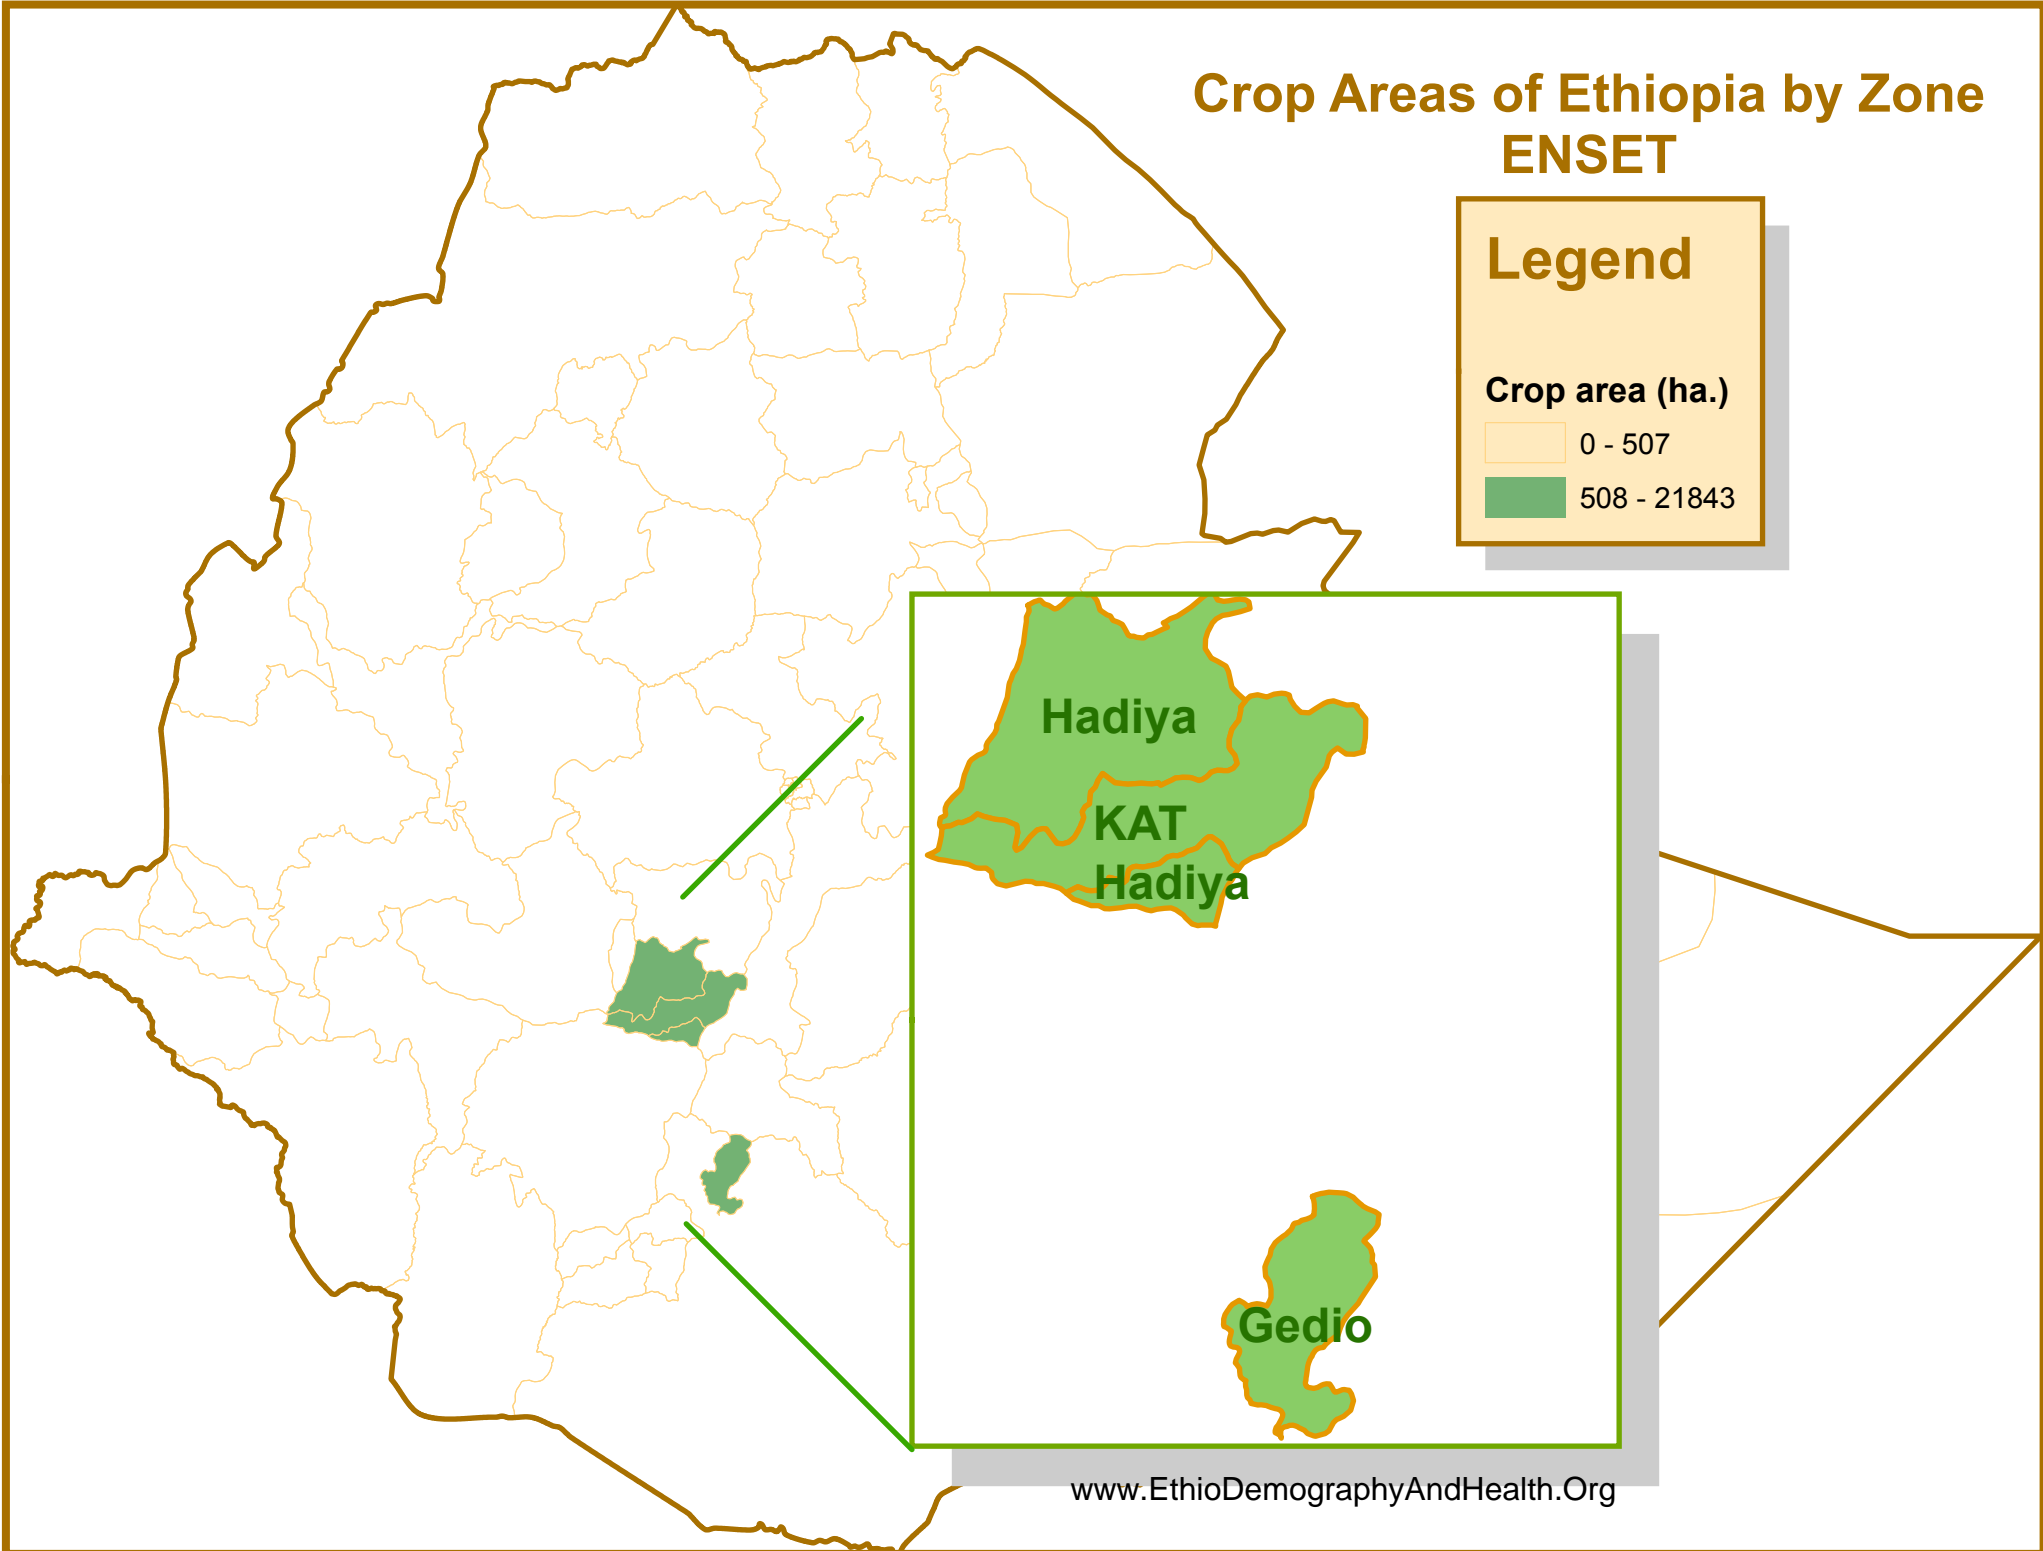 Crop Areas of Ethiopia by Zone
ENSET
Legend
Crop area (ha.)
0 - 507
508 - 21843
Hadiya
KAT
Hadiya
Gedio
www.EthioDemographyAndHealth.Org